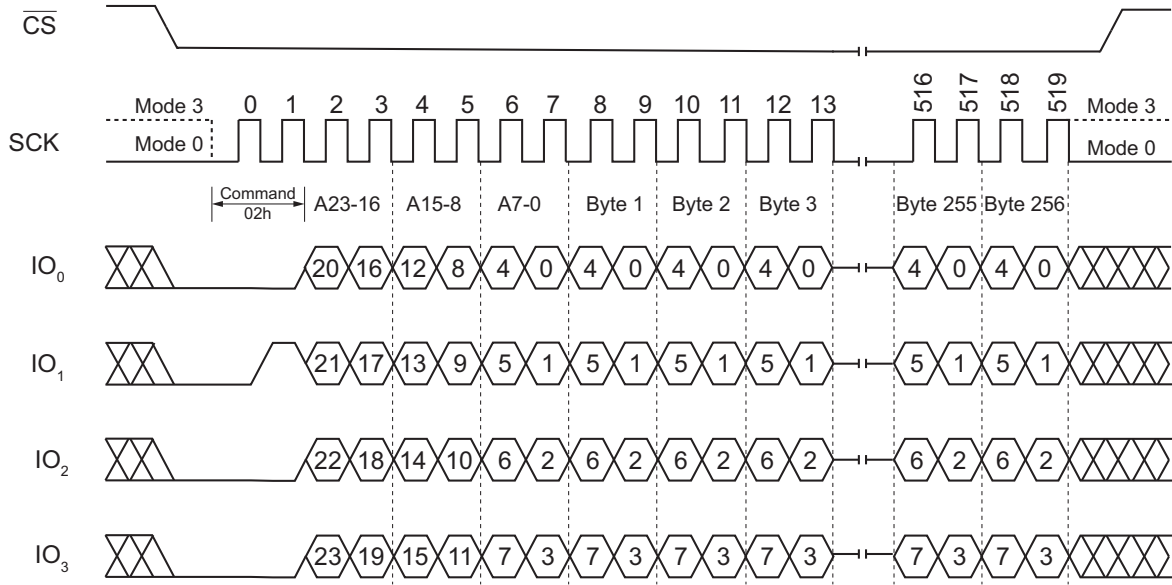 CS
0 1 2 3 4 5 6 7 8 9 10 11 12 13 516 517 518 519
Mode 3 Mode 3
SCK Mode 0 Mode 0
Command
02h A23-16 A15-8 A7-0 Byte 1 Byte 2 Byte 3 Byte 255 Byte 256
IO0 20 16 12 8 4 0 4 0 4 0 4 0 4 0 4 0
IO1 21 17 13 9 5 1 5 1 5 1 5 1 5 1 5 1
IO2 22 18 14 10 6 2 6 2 6 2 6 2 6 2 6 2
IO3 23 19 15 11 7 3 7 3 7 3 7 3 7 3 7 3